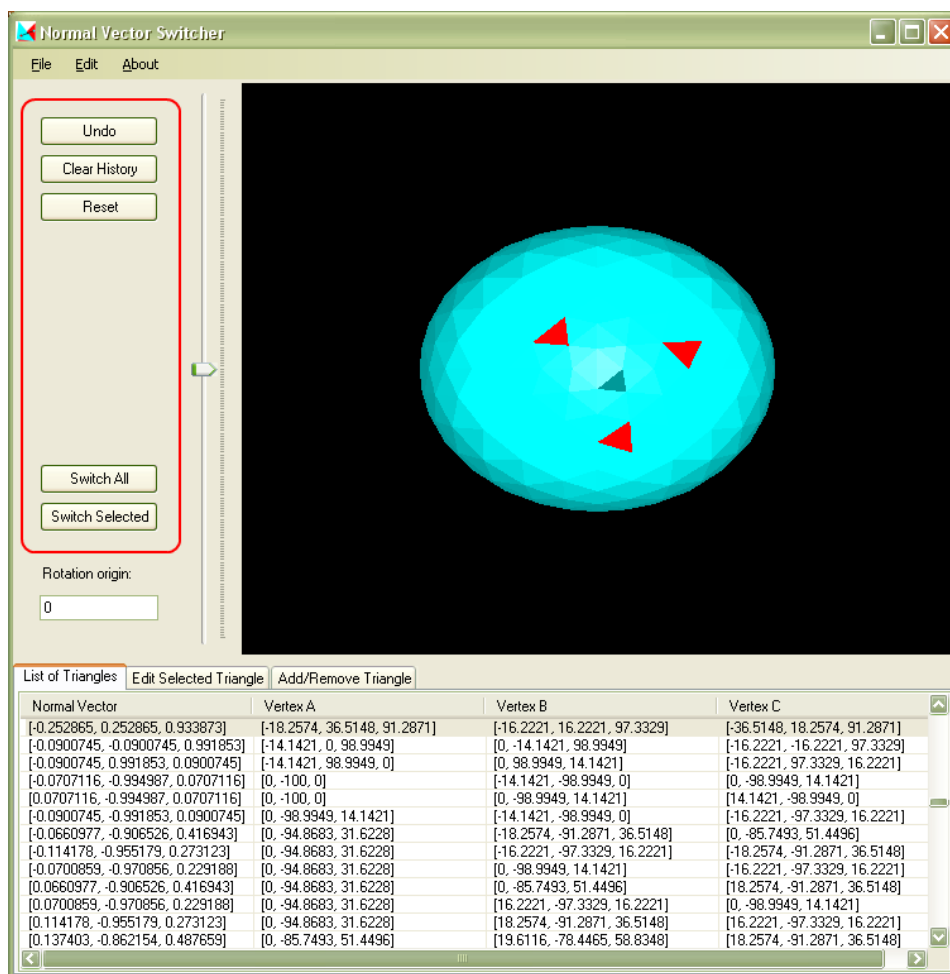 Normal Vector Switcher
File Edit About
Undo
Clear History
Reset
Switch All
Switch Selected
Rotation origin:
0
List of Triangles Edit Selected Triangle Add/Remove Triangle
Normal Vector Vertex A Vertex B Vertex C
[-0.252865, 0.252865, 0.933873] [-18.2574, 36.5148, 91.2871] [-16.2221, 16.2221, 97.3329] [-36.5148, 18.2574, 91.2871]
[-0.0900745, -0.0900745, 0.991853] [-14.1421, 0, 98.9949] [0, -14.1421, 98.9949] [-16.2221, -16.2221, 97.3329]
[-0.0900745, 0.991853, 0.0900745] [-14.1421, 98.9949, 0] [0, 98.9949, 14.1421] [-16.2221, 97.3329, 16.2221]
[-0.0707116, -0.994987, 0.0707116] [0, -100, 0] [-14.1421, -98.9949, 0] [0, -98.9949, 14.1421]
[0.0707116, -0.994987, 0.0707116] [0, -100, 0] [0, -98.9949, 14.1421] [14.1421, -98.9949, 0]
[-0.0900745, -0.991853, 0.0900745] [0, -98.9949, 14.1421] [-14.1421, -98.9949, 0] [-16.2221, -97.3329, 16.2221]
[-0.0660977, -0.906526, 0.416943] [0, -94.8683, 31.6228] [-18.2574, -91.2871, 36.5148] [0, -85.7493, 51.4496]
[-0.114178, -0.955179, 0.273123] [0, -94.8683, 31.6228] [-16.2221, -97.3329, 16.2221] [-18.2574, -91.2871, 36.5148]
[-0.0700859, -0.970856, 0.229188] [0, -94.8683, 31.6228] [0, -98.9949, 14.1421] [-16.2221, -97.3329, 16.2221]
[0.0660977, -0.906526, 0.416943] [0, -94.8683, 31.6228] [0, -85.7493, 51.4496] [18.2574, -91.2871, 36.5148]
[0.0700859, -0.970856, 0.229188] [0, -94.8683, 31.6228] [16.2221, -97.3329, 16.2221] [0, -98.9949, 14.1421]
[0.114178, -0.955179, 0.273123] [0, -94.8683, 31.6228] [18.2574, -91.2871, 36.5148] [16.2221, -97.3329, 16.2221]
[0.137403, -0.862154, 0.487659] [0, -85.7493, 51.4496] [19.6116, -78.4465, 58.8348] [18.2574, -91.2871, 36.5148]